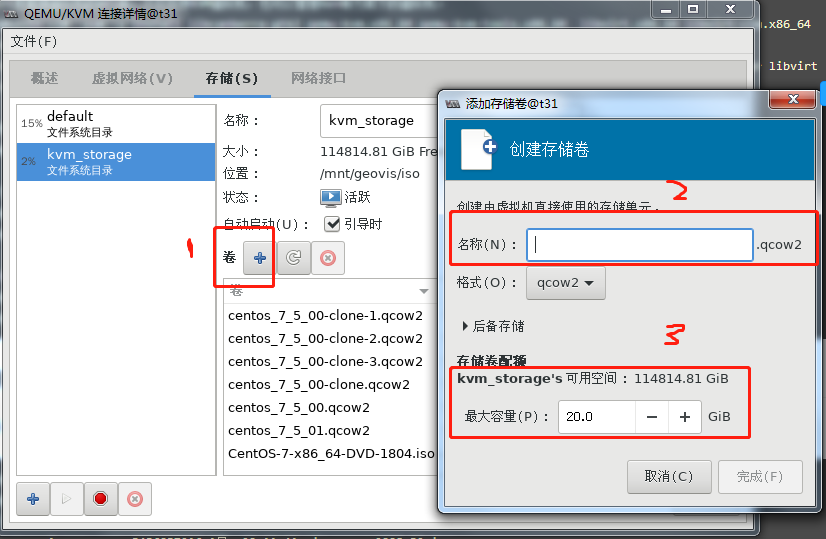 QEMU/KVM 连接详情@t31
文件(F)
概述 虚拟网络(V) 存储(S) 网络接口
15% default
文件系统目录
2% kvm_storage
文件系统目录
名称： kvm_storage
大小： 114814.81 GiB Fre
位置： /mnt/geovis/iso
状态： 活跃
自动启动(U)： 引导时
1
卷
卷
centos_7_5_00-clone-1.qcow2
centos_7_5_00-clone-2.qcow2
centos_7_5_00-clone-3.qcow2
centos_7_5_00-clone.qcow2
centos_7_5_00.qcow2
centos_7_5_01.qcow2
CentOS-7-x86_64-DVD-1804.iso
.x86_64
libvirt
添加存储卷@t31
创建存储卷
2
创建由虚拟机直接使用的存储单元．
名称(N)： .qcow2
格式(O)： qcow2
后备存储
3
存储卷配额
kvm_storage's 可用空间： 114814.81 GiB
最大容量(P)： 20.0 GiB
取消(C) 完成(F)